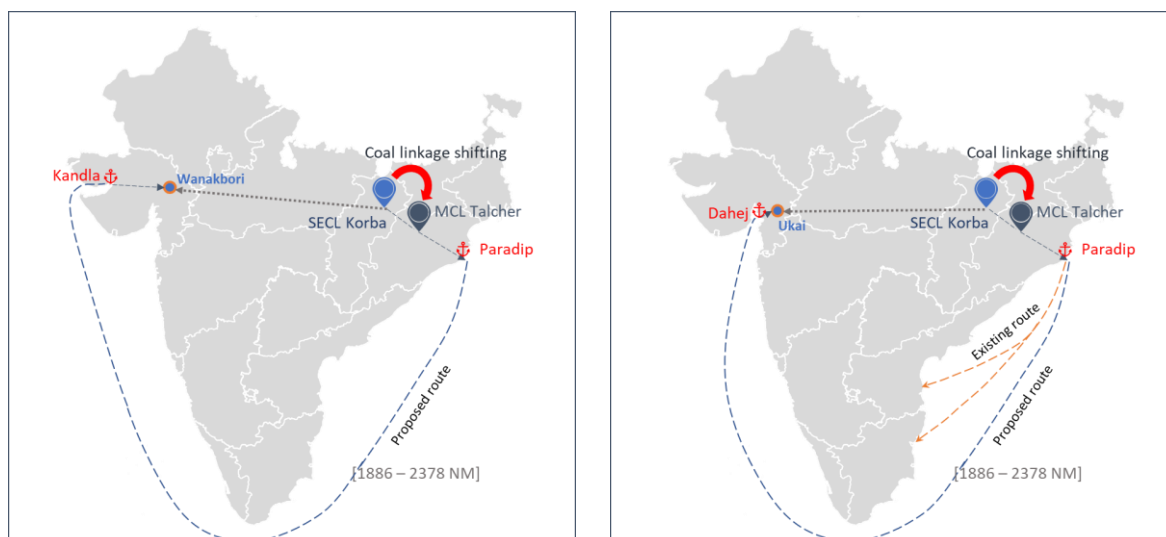 Coal linkage shifting
Kandla
Wanakbori
SECL Korba
MCL Talcher
Paradip
Proposed route
[1886 – 2378 NM]
Coal linkage shifting
Dahej
Ukai
SECL Korba
MCL Talcher
Paradip
Existing route
Proposed route
[1886 – 2378 NM]